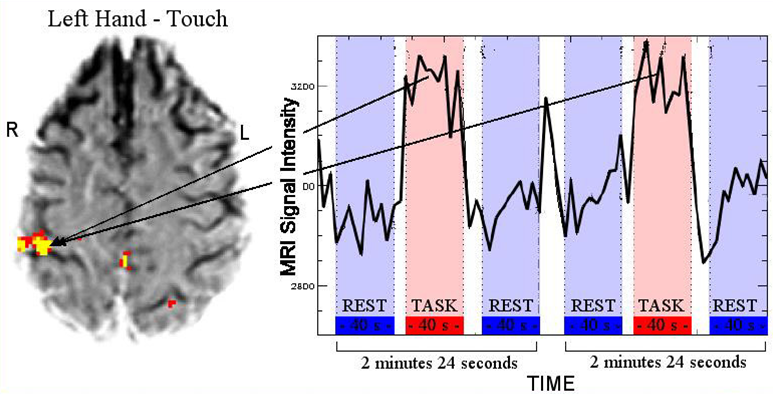 Left Hand - Touch
R
L
MRI Signal Intensity
3200
00
2800
REST TASK REST REST TASK REST
- 40 s - - 40 s - - 40 s - - 40 s - - 40 s - - 40 s -
2 minutes 24 seconds 2 minutes 24 seconds
TIME